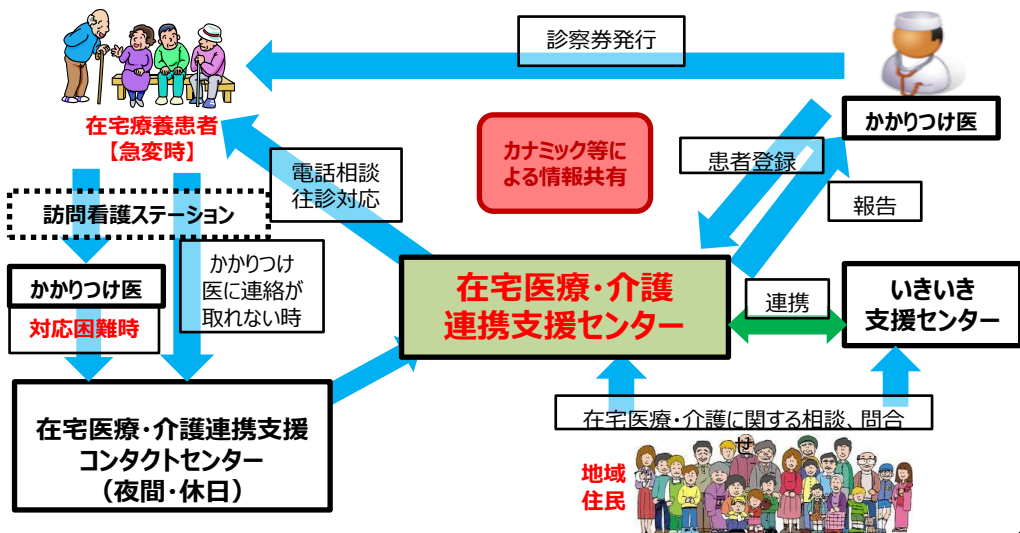 診察券発行
在宅療養患者
【急変時】
かかりつけ医
カナミック等に
よる情報共有
患者登録
電話相談
往診対応
報告
訪問看護ステーション
かかりつけ
医に連絡が
取れない時
かかりつけ医
対応困難時
在宅医療・介護
連携支援センター
連携
いきいき
支援センター
在宅医療・介護連携支援
コンタクトセンター
（夜間・休日）
在宅医療・介護に関する相談、問合
せ
地域
住民